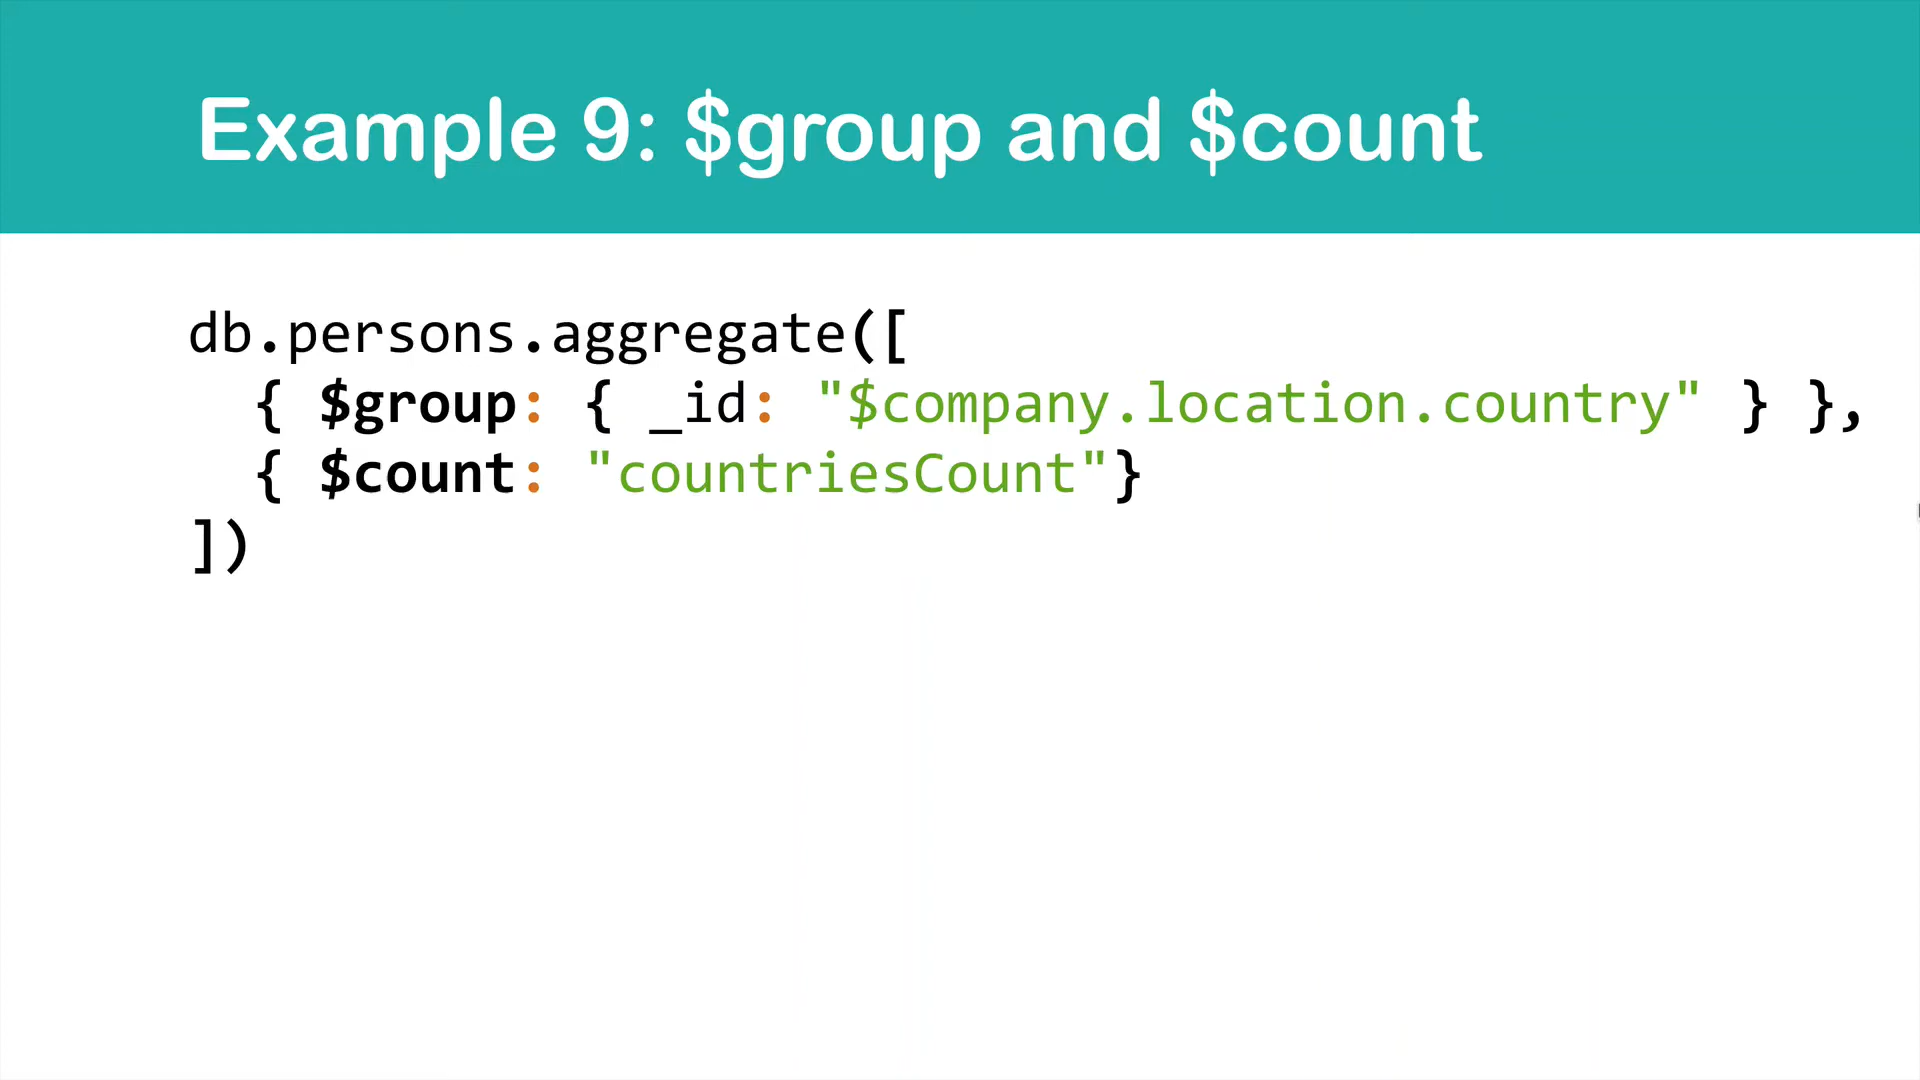 Example 9: $group and $count
db.persons.aggregate([
{ $group: { _id: "$company.location.country" } },
{ $count: "countriesCount"}
])